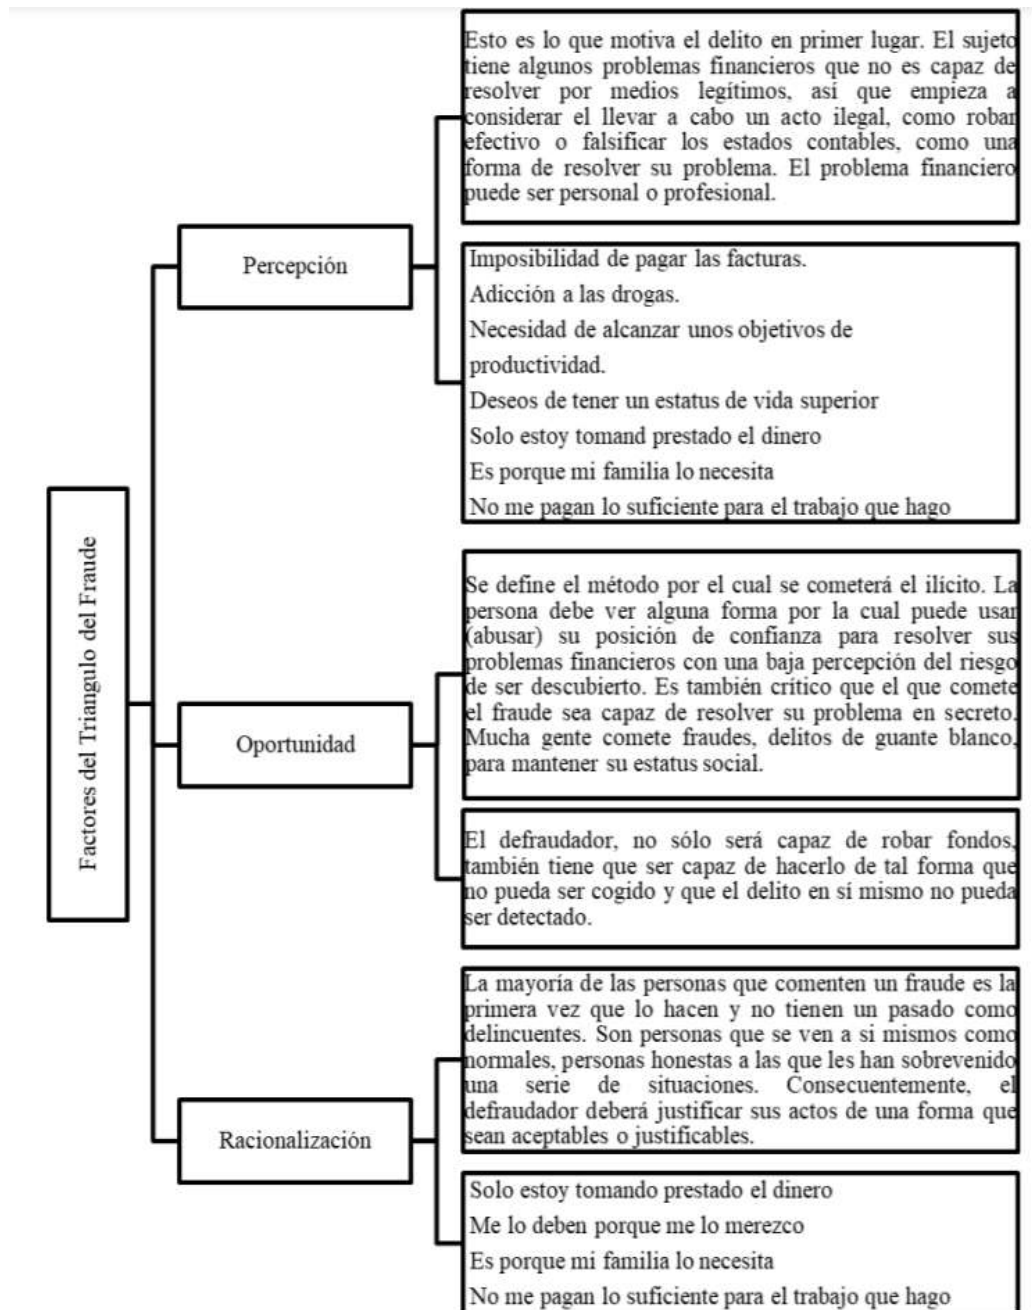 Factores del Triangulo del Fraude
Percepción
Esto es lo que motiva el delito en primer lugar. El sujeto
tiene algunos problemas financieros que no es capaz de
resolver por medios legítimos, así que empieza a
considerar el llevar a cabo un acto ilegal, como robar
efectivo o falsificar los estados contables, como una
forma de resolver su problema. El problema financiero
puede ser personal o profesional.
Imposibilidad de pagar las facturas.
Adicción a las drogas.
Necesidad de alcanzar unos objetivos de
productividad.
Deseos de tener un estatus de vida superior
Solo estoy tomand prestado el dinero
Es porque mi familia lo necesita
No me pagan lo suficiente para el trabajo que hago
Oportunidad
Se define el método por el cual se cometerá el ilícito. La
persona debe ver alguna forma por la cual puede usar
(abusar) su posición de confianza para resolver sus
problemas financieros con una baja percepción del riesgo
de ser descubierto. Es también crítico que el que comete
el fraude sea capaz de resolver su problema en secreto.
Mucha gente comete fraudes, delitos de guante blanco,
para mantener su estatus social.
El defraudador, no sólo será capaz de robar fondos,
también tiene que ser capaz de hacerlo de tal forma que
no pueda ser cogido y que el delito en sí mismo no pueda
ser detectado.
Racionalización
La mayoría de las personas que comenten un fraude es la
primera vez que lo hacen y no tienen un pasado como
delincuentes. Son personas que se ven a si mismos como
normales, personas honestas a las que les han sobrevenido
una serie de situaciones. Consecuentemente, el
defraudador deberá justificar sus actos de una forma que
sean aceptables o justificables.
Solo estoy tomando prestado el dinero
Me lo deben porque me lo merezco
Es porque mi familia lo necesita
No me pagan lo suficiente para el trabajo que hago